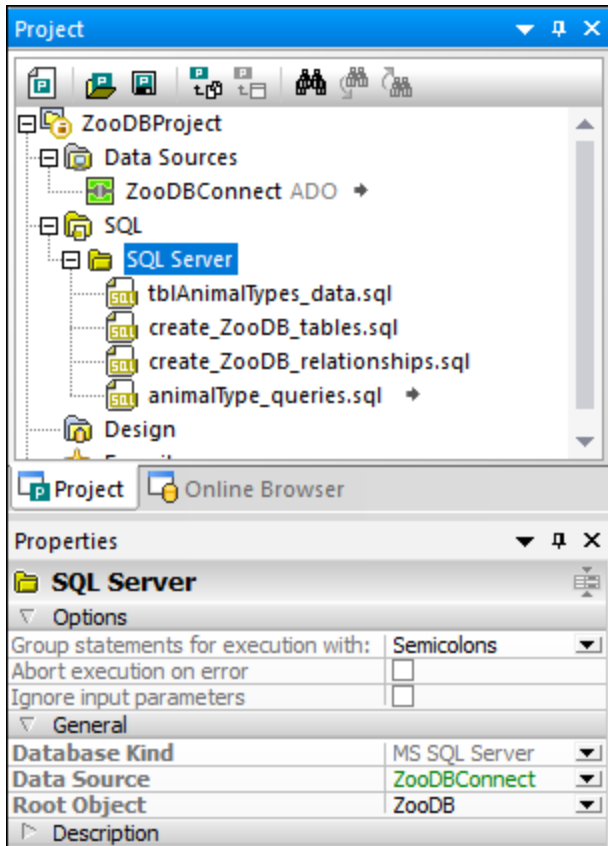 Project
ZooDBProject
Data Sources
ZooDBConnect ADO
SQL
SQL Server
tblAnimalTypes_data.sql
create_ZooDB_tables.sql
create_ZooDB_relationships.sql
animalType_queries.sql
Design
Project Online Browser
Properties
SQL Server
Options
Group statements for execution with: Semicolons
Abort execution on error
Ignore input parameters
General
Database Kind MS SQL Server
Data Source ZooDBConnect
Root Object ZooDB
Description